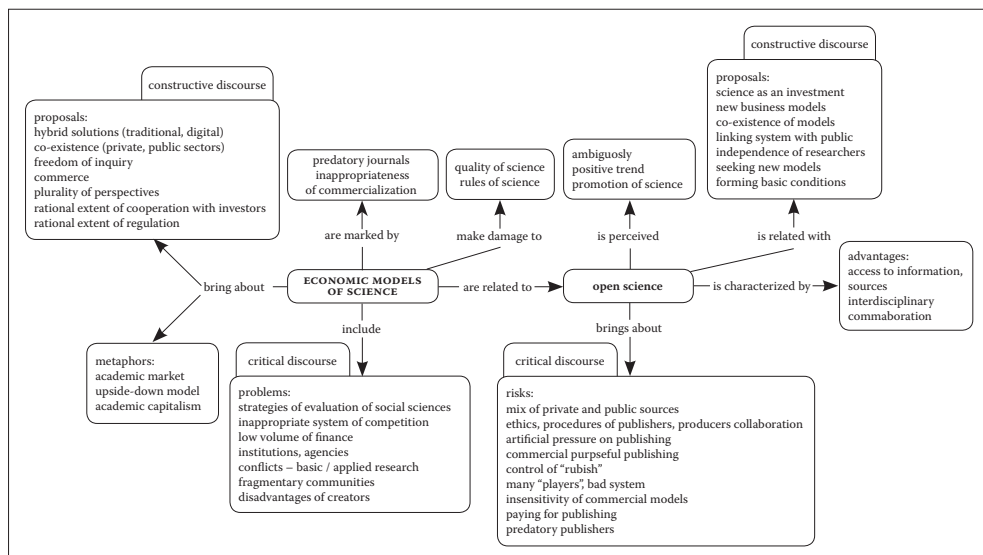 constructive discourse
proposals:
hybrid solutions (traditional, digital)
co-existence (private, public sectors)
freedom of inquiry
commerce
plurality of perspectives
rational extent of cooperation with investors
rational extent of regulation
predatory journals
inappropriateness
of commercialization
quality of science
rules of science
ambiguously
positive trend
promotion of science
constructive discourse
proposals:
science as an investment
new business models
co-existence of models
linking system with public
independence of researchers
seeking new models
forming basic conditions
are marked by
make damage to
is perceived
is related with
bring about
ECONOMIC MODELS
OF SCIENCE
are related to
open science
is characterized by
advantages:
access to information,
sources
interdisciplinary
commaboration
include
brings about
metaphors:
academic market
upside-down model
academic capitalism
critical discourse
problems:
strategies of evaluation of social sciences
inappropriate system of competition
low volume of finance
institutions, agencies
conflicts – basic / applied research
fragmentary communities
disadvantages of creators
critical discourse
risks:
mix of private and public sources
ethics, procedures of publishers, producers collaboration
artificial pressure on publishing
commercial purpseful publishing
control of “rubish”
many “players”, bad system
insensitivity of commercial models
paying for publishing
predatory publishers